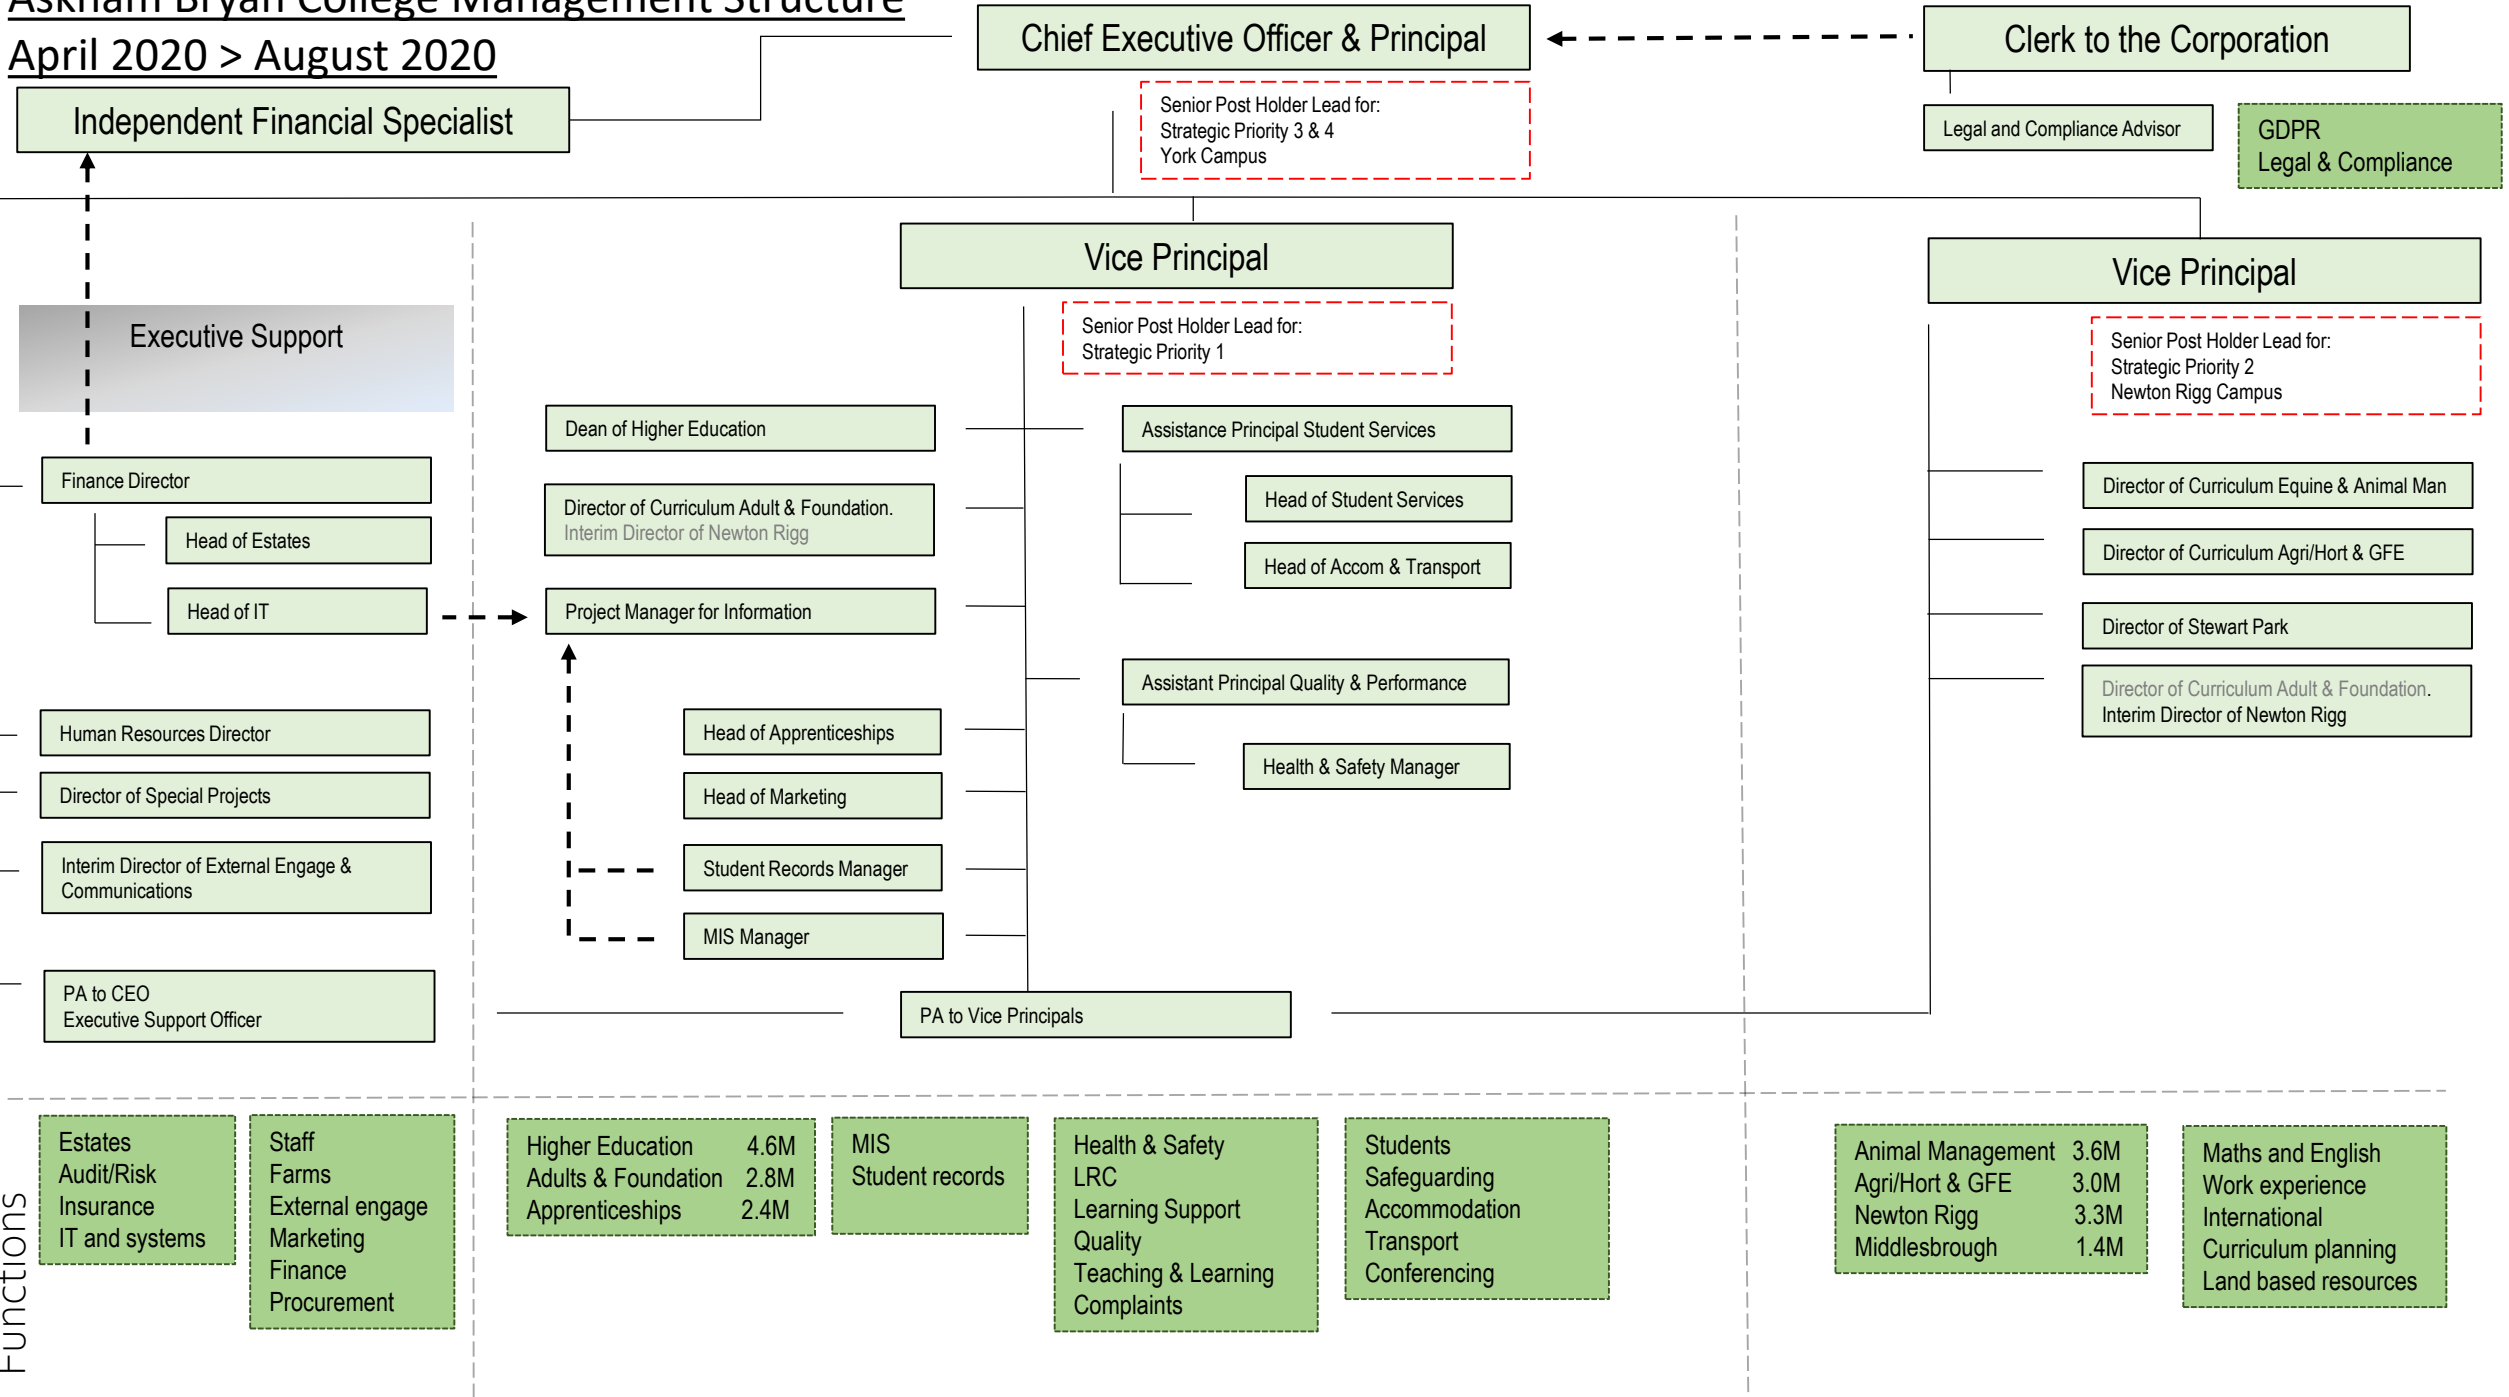 Askham Bryan College Management Structure
April 2020 > August 2020
Chief Executive Officer & Principal
Clerk to the Corporation
Independent Financial Specialist
Senior Post Holder Lead for:
Strategic Priority 3 & 4
York Campus
Legal and Compliance Advisor
GDPR
Legal & Compliance
Vice Principal
Vice Principal
Executive Support
Senior Post Holder Lead for:
Strategic Priority 1
Senior Post Holder Lead for:
Strategic Priority 2
Newton Rigg Campus
Finance Director
Head of Estates
Head of IT
Human Resources Director
Director of Special Projects
Interim Director of External Engage &
Communications
PA to CEO
Executive Support Officer
Dean of Higher Education
Director of Curriculum Adult & Foundation.
Interim Director of Newton Rigg
Project Manager for Information
Head of Apprenticeships
Head of Marketing
Student Records Manager
MIS Manager
PA to Vice Principals
Assistance Principal Student Services
Head of Student Services
Head of Accom & Transport
Assistant Principal Quality & Performance
Health & Safety Manager
Director of Curriculum Equine & Animal Man
Director of Curriculum Agri/Hort & GFE
Director of Stewart Park
Director of Curriculum Adult & Foundation.
Interim Director of Newton Rigg
Functions
Estates
Audit/Risk
Insurance
IT and systems
Staff
Farms
External engage
Marketing
Finance
Procurement
Higher Education 4.6M
Adults & Foundation 2.8M
Apprenticeships 2.4M
MIS
Student records
Health & Safety
LRC
Learning Support
Quality
Teaching & Learning
Complaints
Students
Safeguarding
Accommodation
Transport
Conferencing
Animal Management 3.6M
Agri/Hort & GFE 3.0M
Newton Rigg 3.3M
Middlesbrough 1.4M
Maths and English
Work experience
International
Curriculum planning
Land based resources